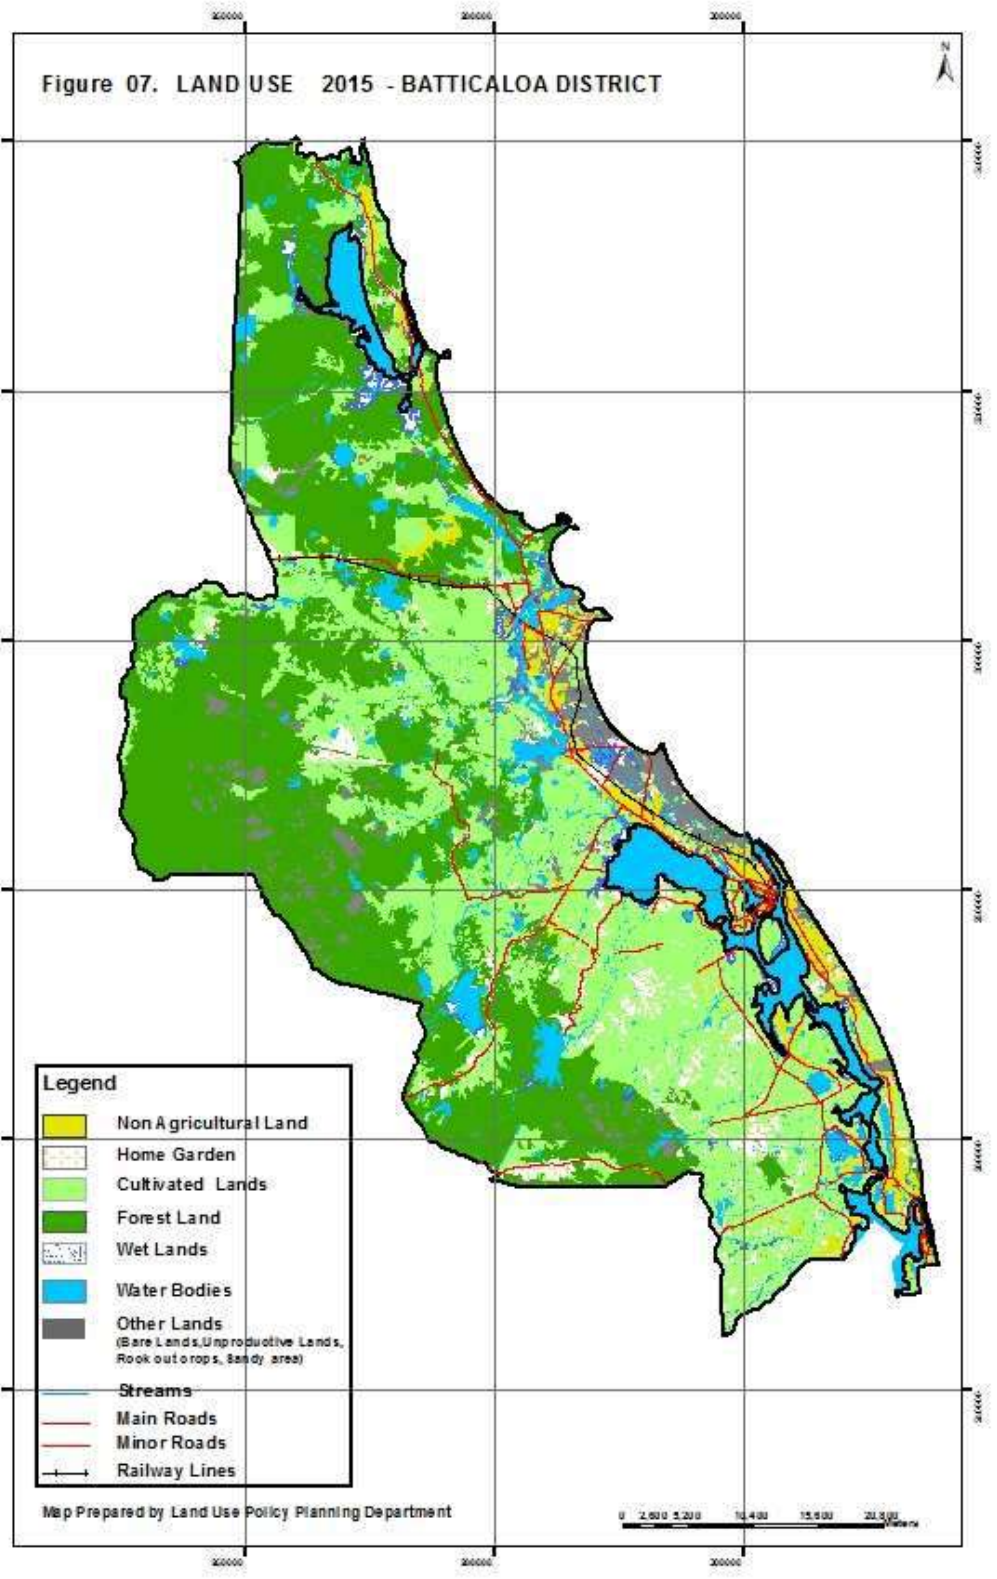 N
Figure 07. LAND USE 2015 - BATTICALOA DISTRICT
Legend
Non Agricultural Land
Home Garden
Cultivated Lands
Forest Land
Wet Lands
Water Bodies
Other Lands
(Bare Lands,Unproductive Lands,
Rook out orops, Sandy area)
Streams
Main Roads
Minor Roads
Railway Lines
Map Prepared by Land Use Policy Planning Department
0 2,600 5,200 10,400 15,600 20,800
Meters